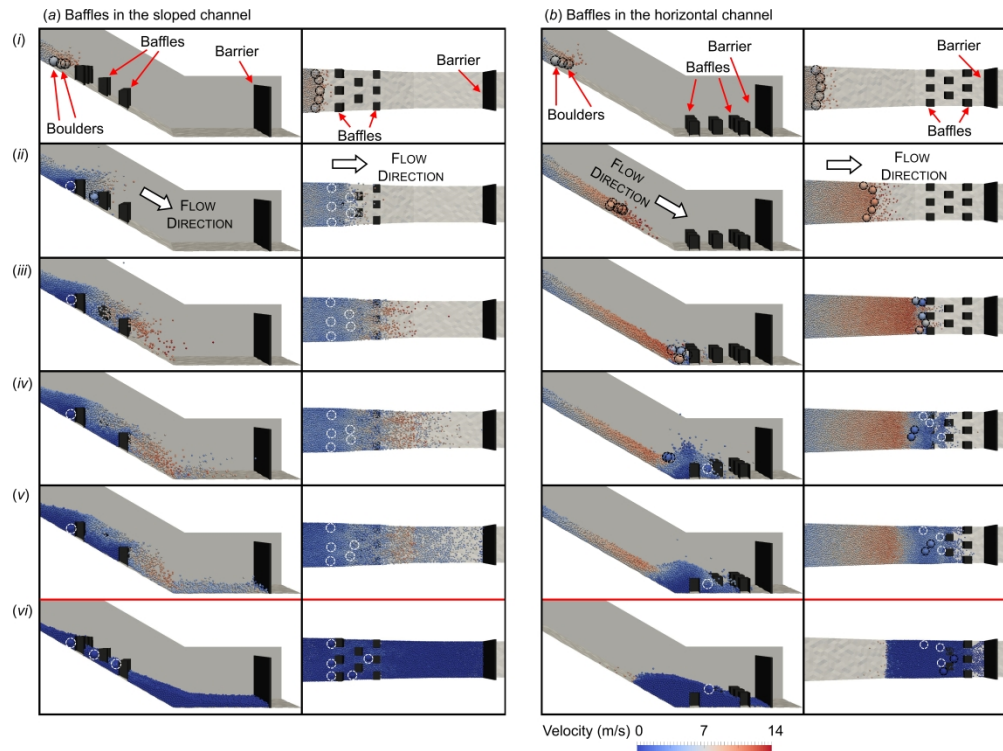 (a) Baffles in the sloped channel
(b) Baffles in the horizontal channel
(i)
Baffles
Barrier
Boulders
Barrier
Baffles
Barrier
Baffles
Boulders
Barrier
Baffles
(ii)
FLOW
DIRECTION
FLOW
DIRECTION
FLOW
DIRECTION
FLOW
DIRECTION
(iii)
(iv)
(v)
(vi)
Velocity (m/s) 0 7 14